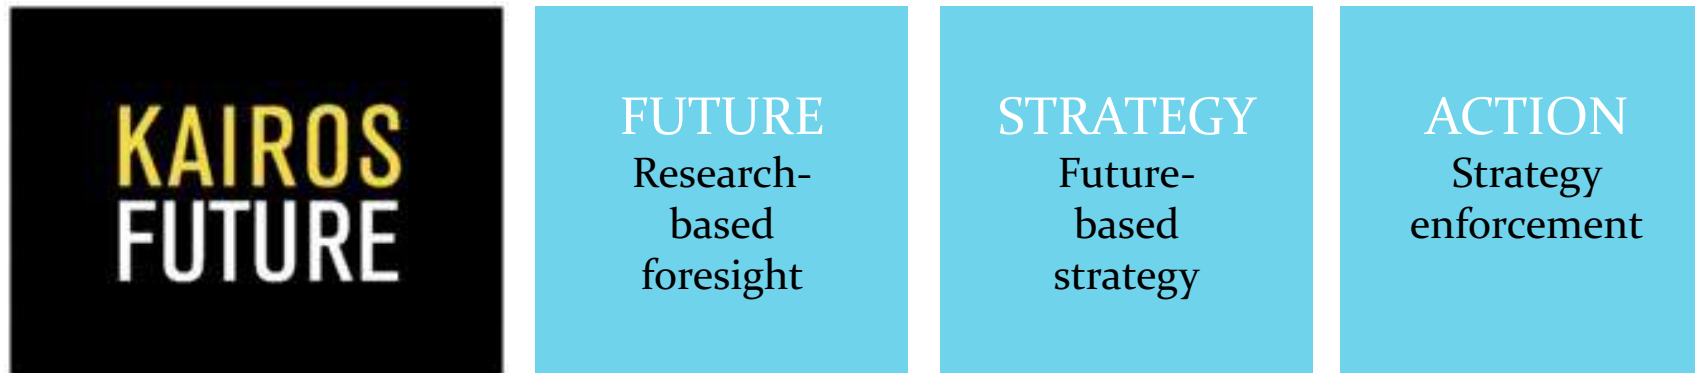 KAIROS
FUTURE
FUTURE
Research-
based
foresight
STRATEGY
Future-
based
strategy
ACTION
Strategy
enforcement